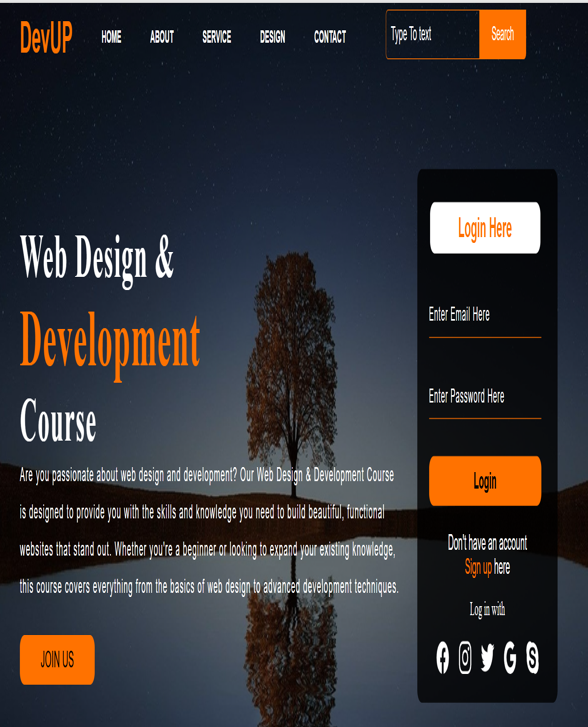 DevUP
HOME ABOUT SERVICE DESIGN CONTACT
Type To text Search
Web Design &
Development
Course
Are you passionate about web design and development? Our Web Design & Development Course
is designed to provide you with the skills and knowledge you need to build beautiful, functional
websites that stand out. Whether you're a beginner or looking to expand your existing knowledge,
this course covers everything from the basics of web design to advanced development techniques.
JOIN US
Login Here
Enter Email Here
Enter Password Here
Login
Don't have an account
Sign up here
Log in with